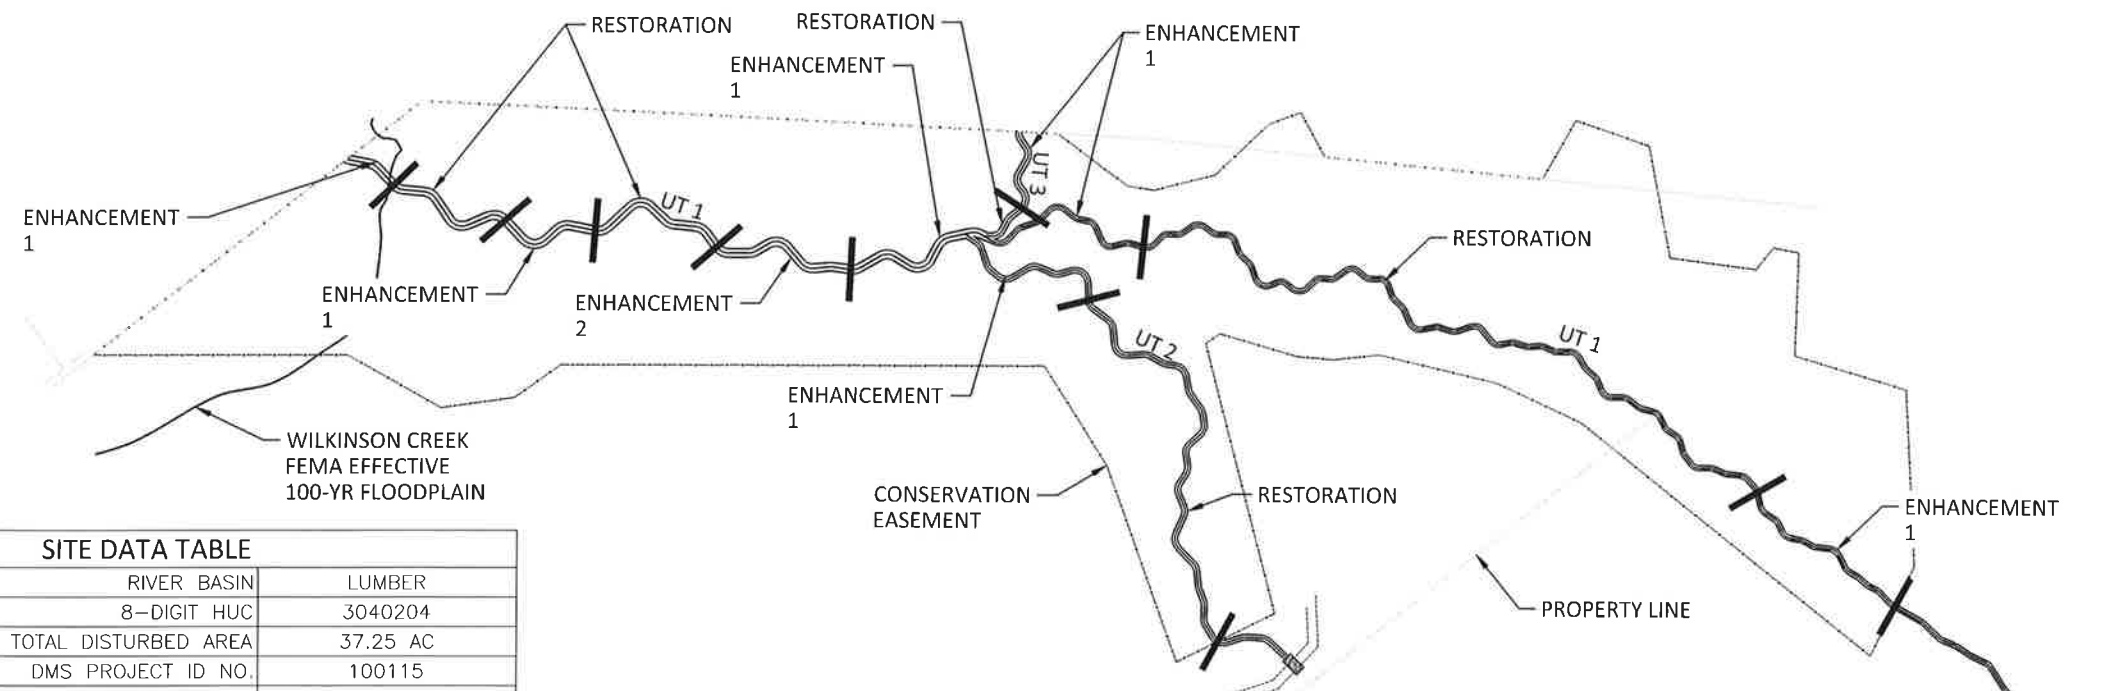 RESTORATION
RESTORATION
ENHANCEMENT
1
ENHANCEMENT
1
UT 3
ENHANCEMENT
1
UT 1
RESTORATION
ENHANCEMENT
1
ENHANCEMENT
2
UT 2
UT 1
ENHANCEMENT
1
WILKINSON CREEK
FEMA EFFECTIVE
100-YR FLOODPLAIN
CONSERVATION
EASEMENT
RESTORATION
ENHANCEMENT
1
PROPERTY LINE
SITE DATA TABLE
RIVER BASIN LUMBER
8-DIGIT HUC 3040204
TOTAL DISTURBED AREA 37.25 AC
DMS PROJECT ID NO. 100115